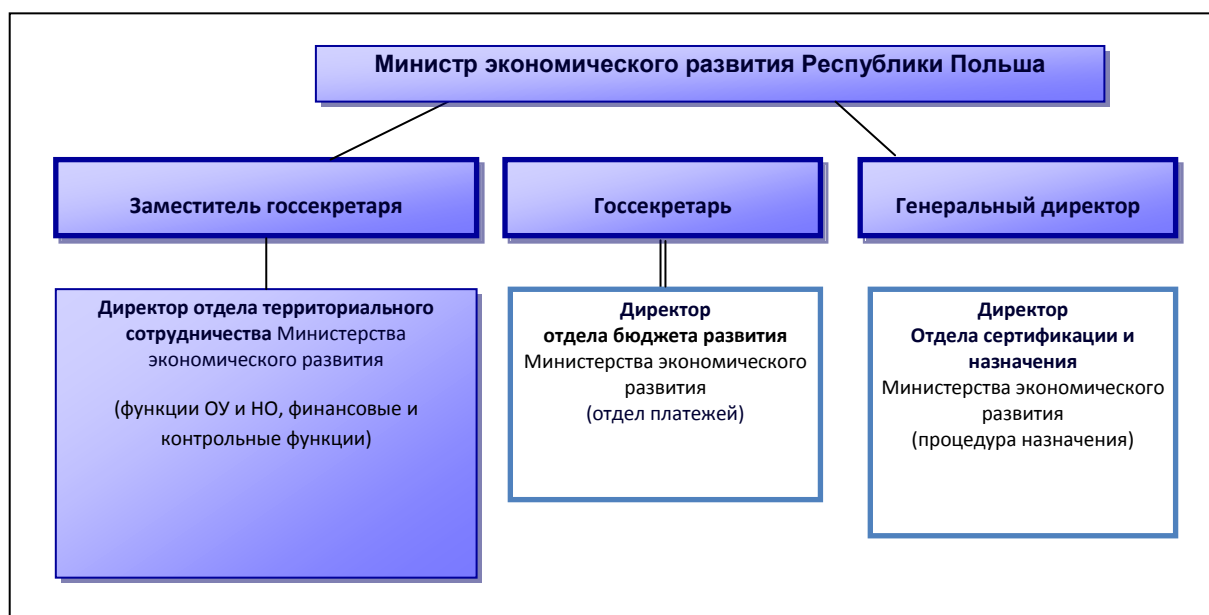 Министр экономического развития Республики Польша
Заместитель госсекретаря
Госсекретарь
Генеральный директор
Директор отдела территориального
сотрудничества Министерства
экономического развития
(функции ОУ и НО, финансовые и
контрольные функции)
Директор
отдела бюджета развития
Министерства экономического
развития
(отдел платежей)
Директор
Отдела сертификации и
назначения
Министерства экономического
развития
(процедура назначения)